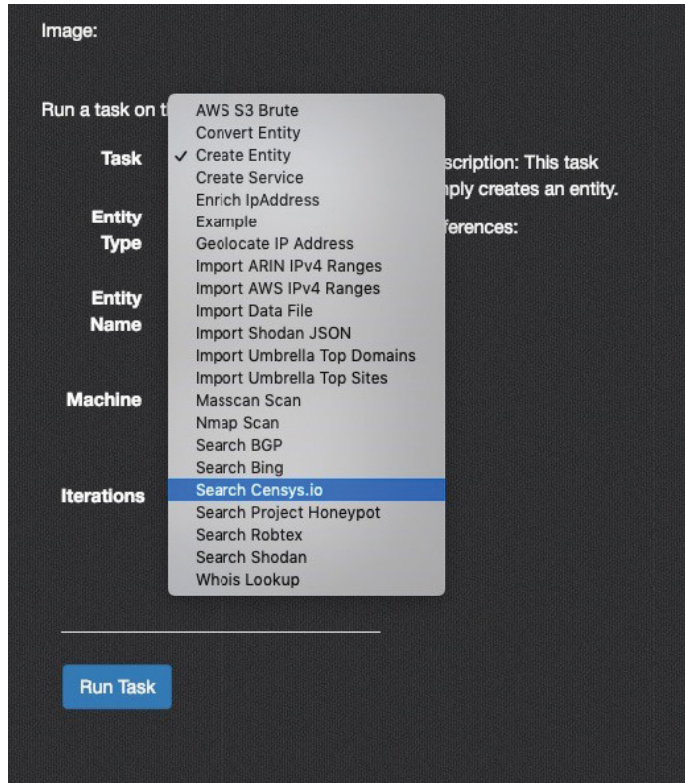 Image:
Run a task on t
AWS S3 Brute
Convert Entity
Task
✓ Create Entity
scription: This task
Create Service
nply creates an entity.
Enrich IpAddress
Entity
Type
Example
ferences:
Geolocate IP Address
Import ARIN IPv4 Ranges
Import AWS IPv4 Ranges
Entity
Name
Import Data File
Import Shodan JSON
Import Umbrella Top Domains
Import Umbrella Top Sites
Machine
Masscan Scan
Nmap Scan
Search BGP
Search Bing
Iterations
Search Censys.io
Search Project Honeypot
Search Robtex
Search Shodan
Whois Lookup
Run Task